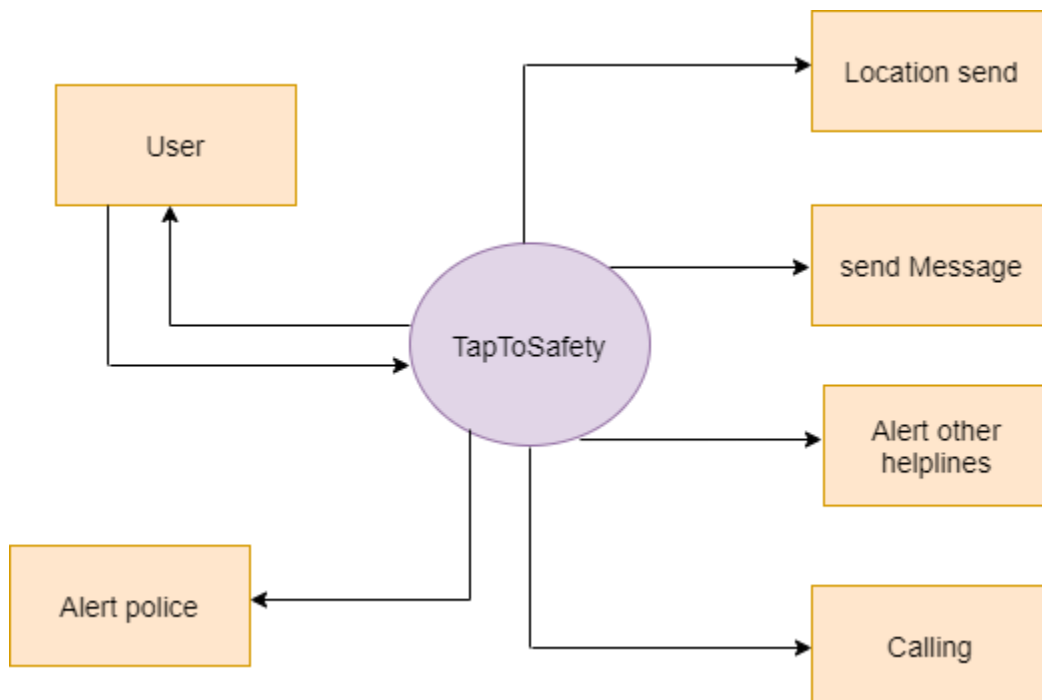 Location send
User
send Message
TapToSafety
Alert other
helplines
Alert police
Calling